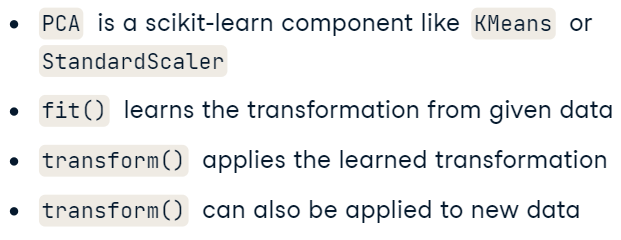 • PCA is a scikit-learn component like KMeans or
StandardScaler
• fit() learns the transformation from given data
• transform() applies the learned transformation
• transform() can also be applied to new data